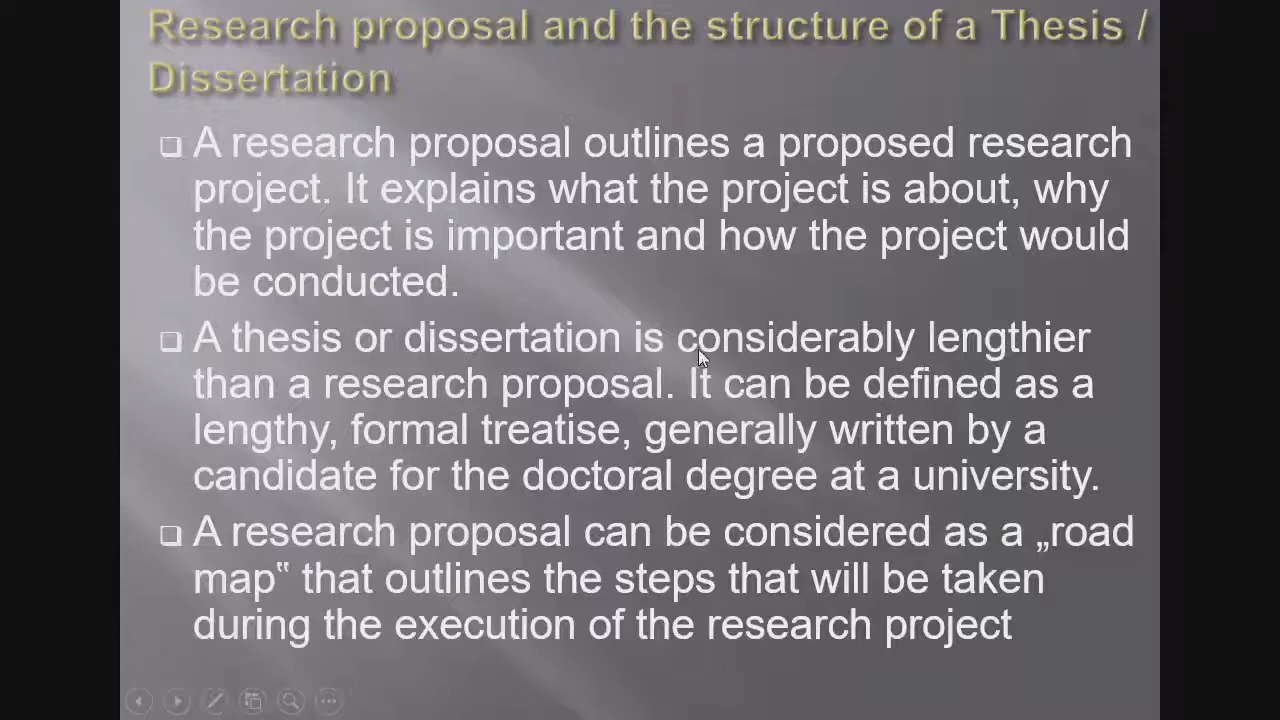 Research proposal and the structure of a Thesis /
Dissertation
❑ A research proposal outlines a proposed research
project. It explains what the project is about, why
the project is important and how the project would
be conducted.
❑ A thesis or dissertation is considerably lengthier
than a research proposal. It can be defined as a
lengthy, formal treatise, generally written by a
candidate for the doctoral degree at a university.
❑ A research proposal can be considered as a „road
map‟ that outlines the steps that will be taken
during the execution of the research project